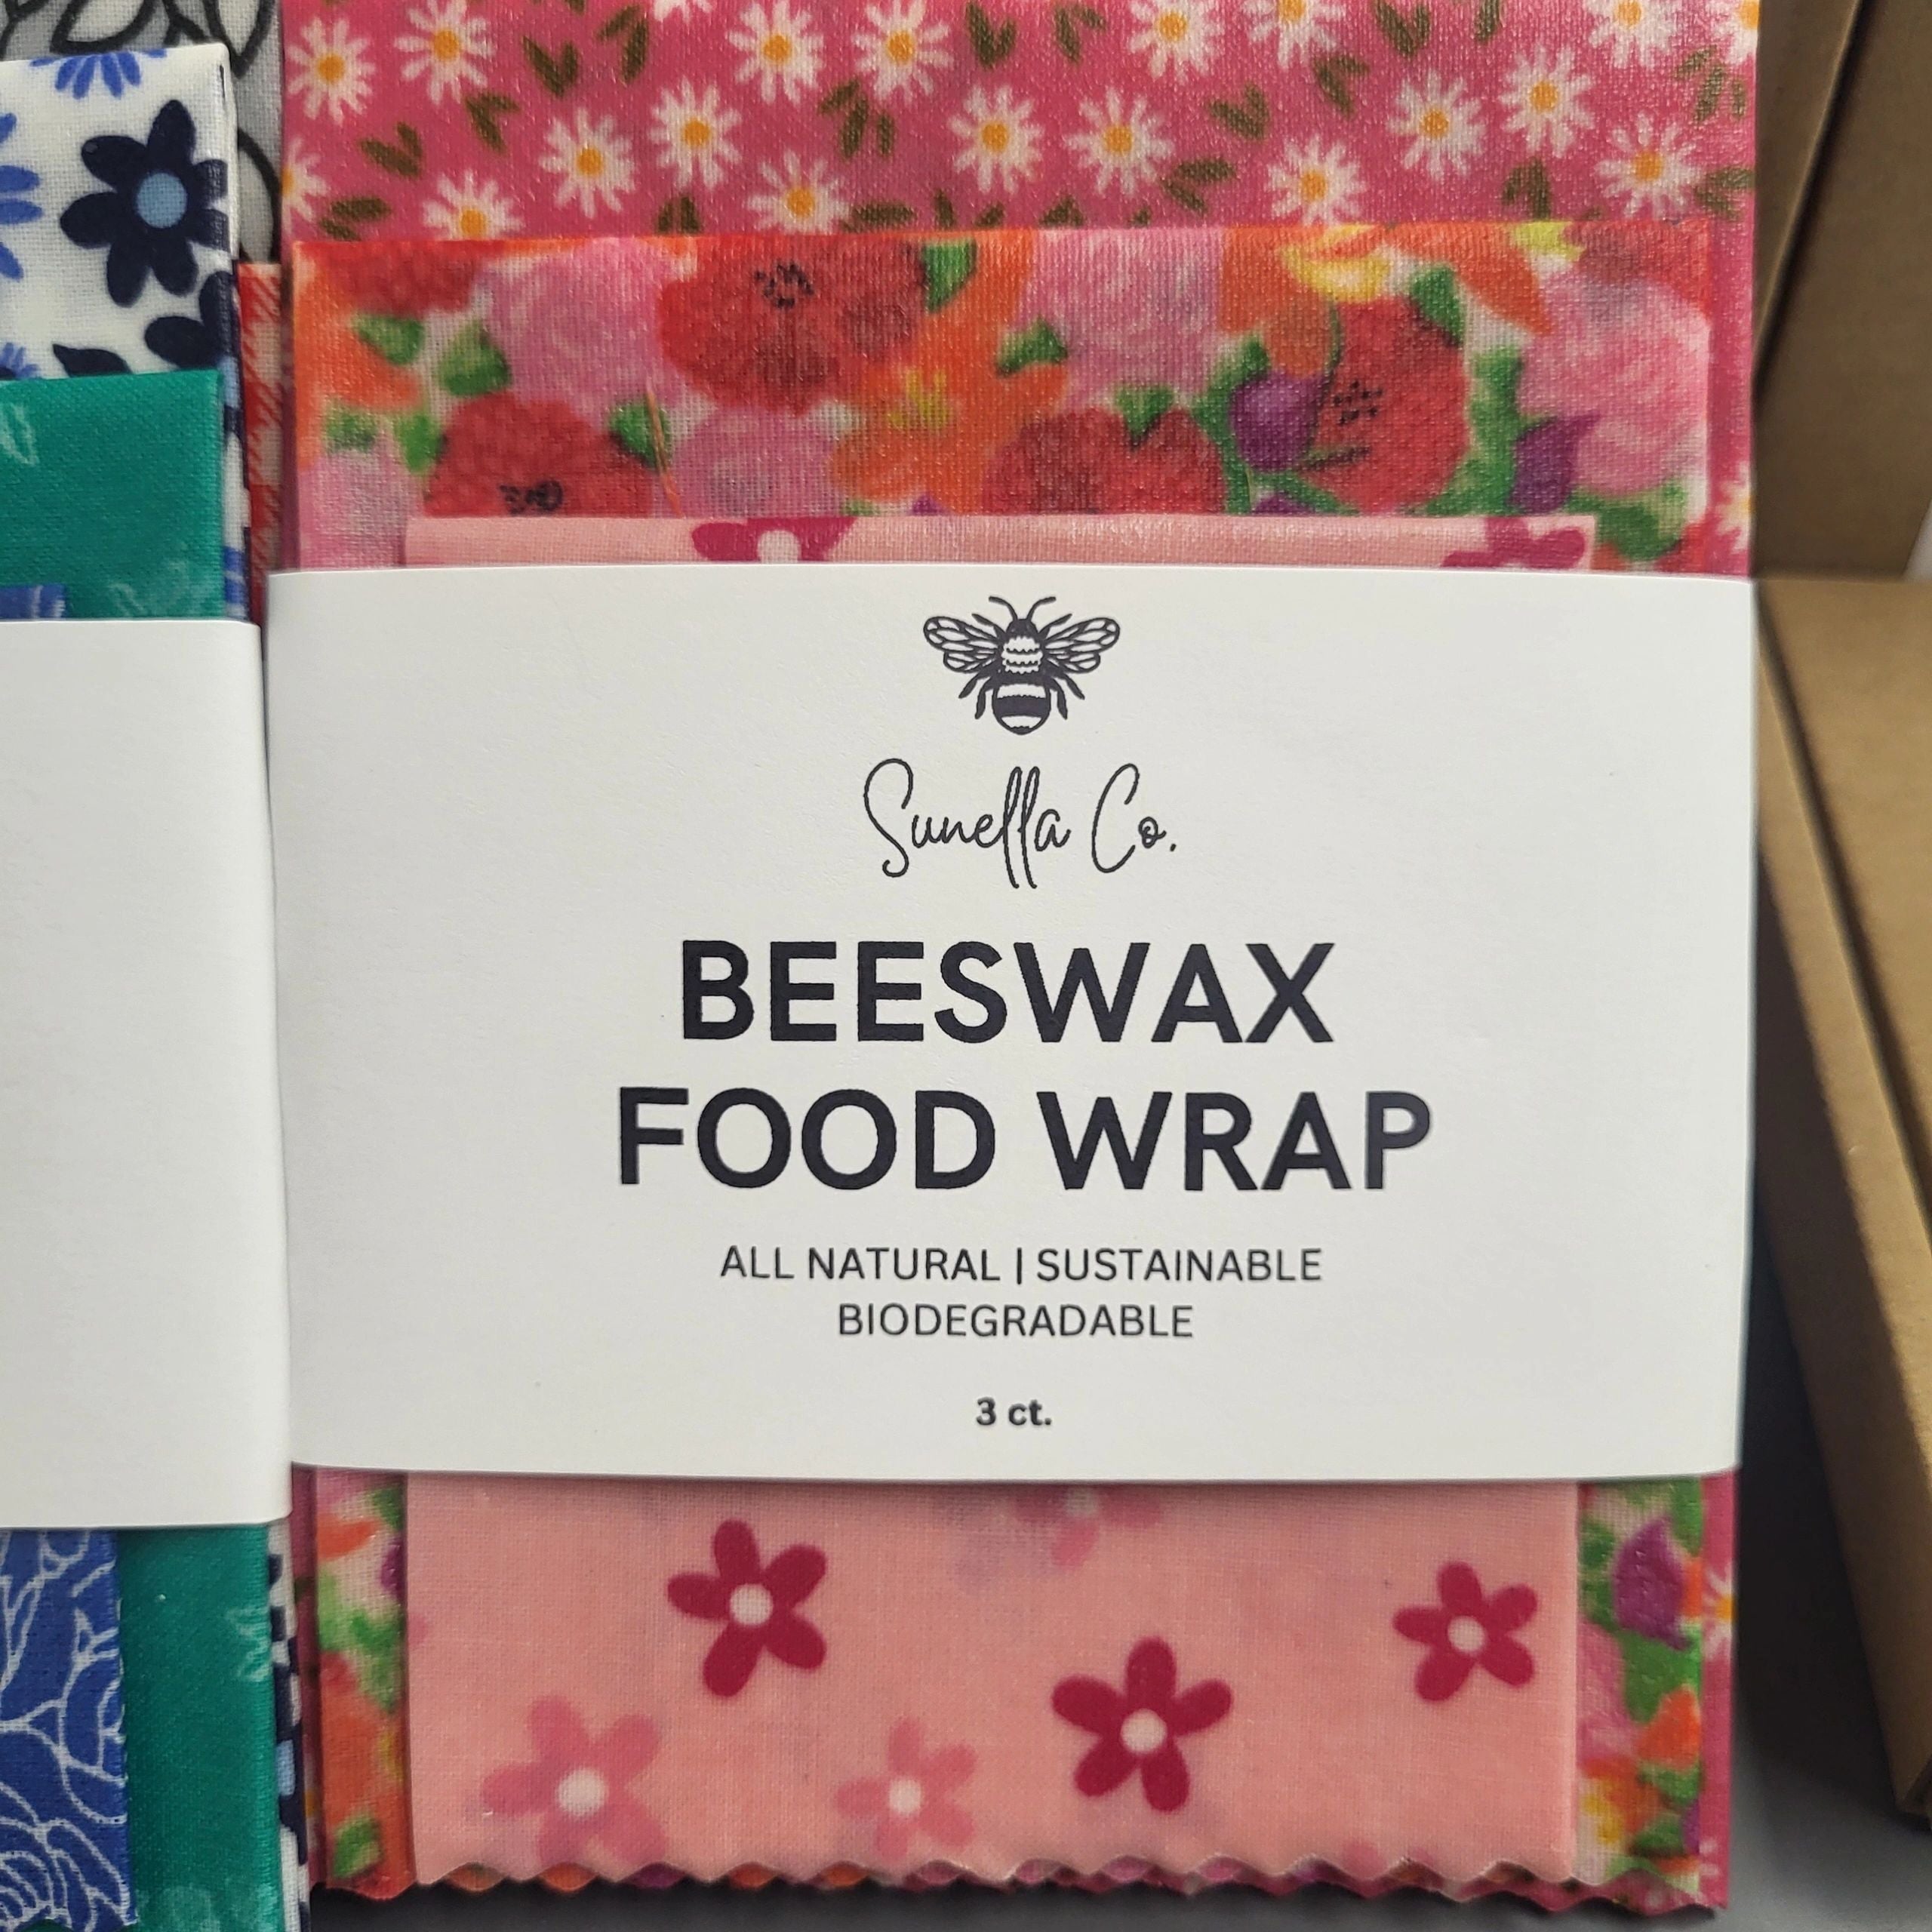 Sunella Co.
BEESWAX
FOOD WRAP
ALL NATURAL | SUSTAINABLE
BIODEGRADABLE
3 ct.